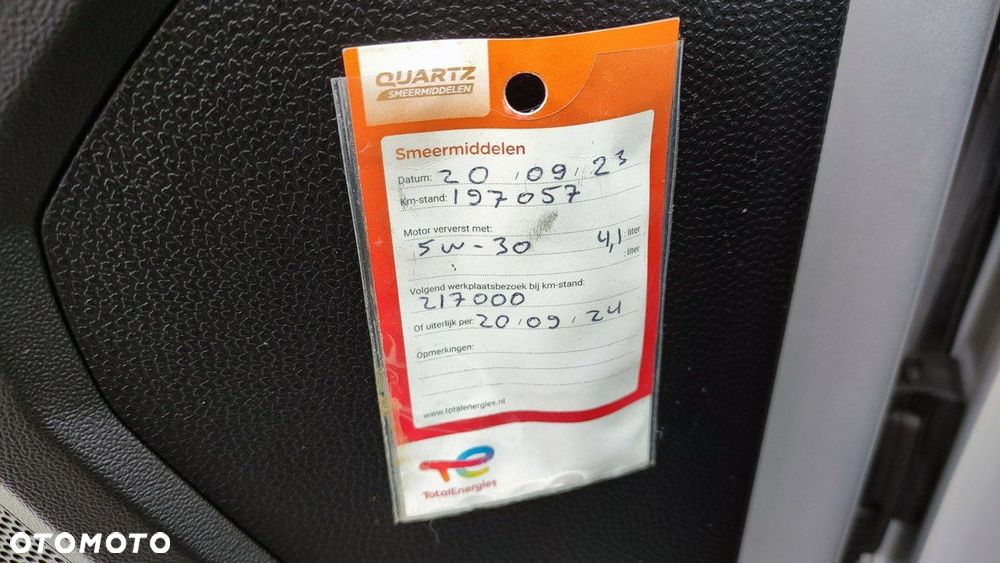 QUARTZ
SMEERMIDDELEN
Smeermiddelen
Datum: 20 / 09 / 23
Km-stand: 197057
Motor ververst met:
5W-30 4,1 liter
: liter
Volgend werkplaatsbezoek bij km-stand:
217000
Of uiterlijk per: 20 / 09 / 24
Opmerkingen:
www.totalenergies.nl
TotalEnergies
OTOMOTO